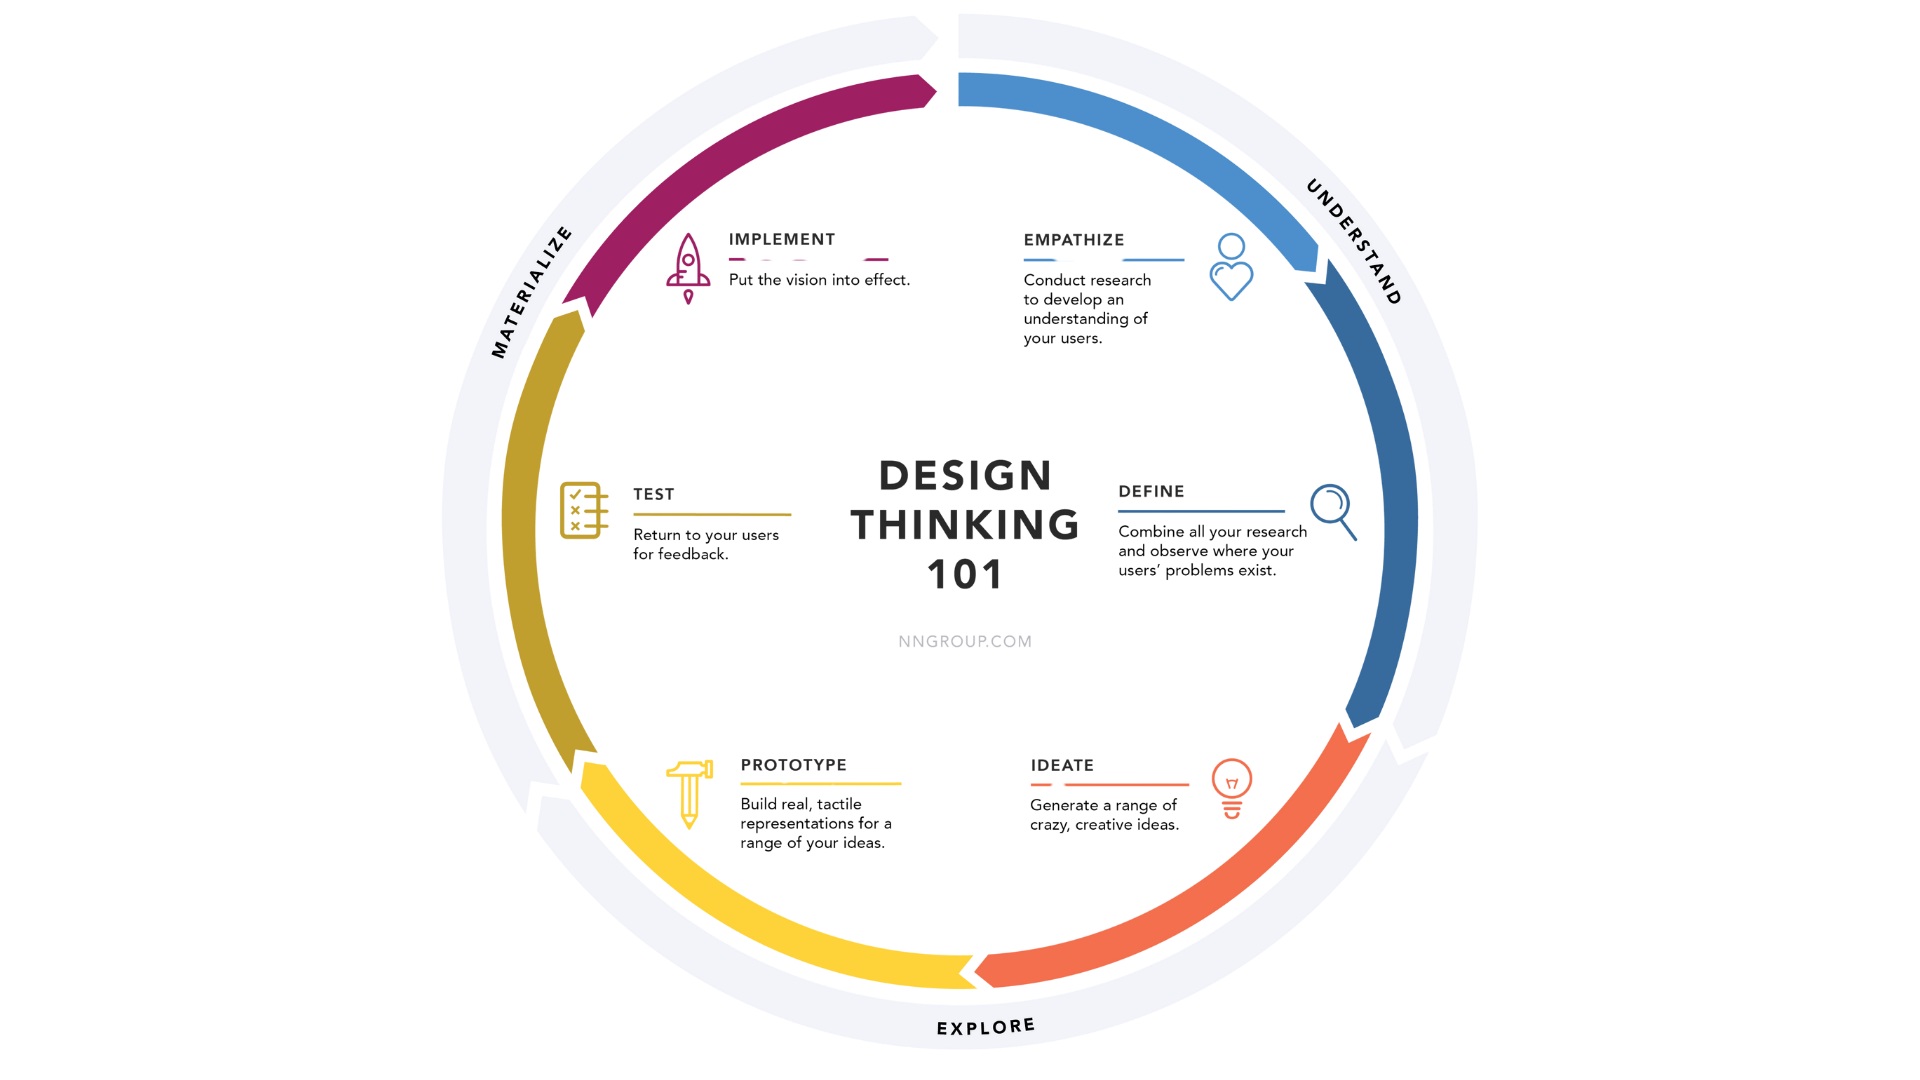 UNDERSTAND
MATERIALIZE
IMPLEMENT
Put the vision into effect.
EMPATHIZE
Conduct research
to develop an
understanding of
your users.
DESIGN
THINKING
101
NNGROUP.COM
TEST
Return to your users
for feedback.
DEFINE
Combine all your research
and observe where your
users’ problems exist.
PROTOTYPE
Build real, tactile
representations for a
range of your ideas.
IDEATE
Generate a range of
crazy, creative ideas.
EXPLORE